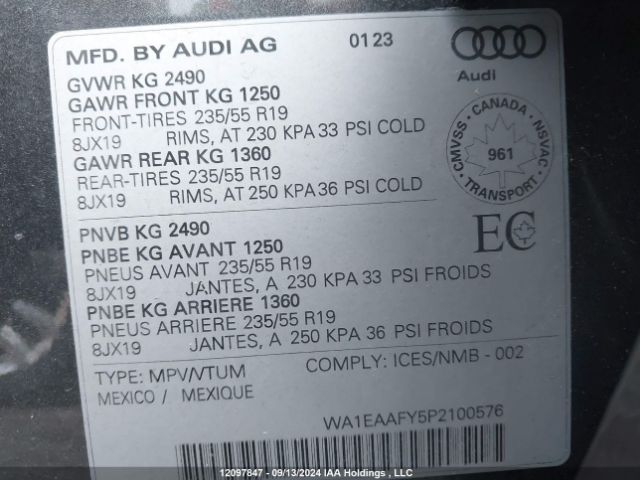 MFD. BY AUDI AG 0123
Audi
GVWR KG 2490
GAWR FRONT KG 1250
FRONT-TIRES 235/55 R19
8JX19 RIMS, AT 230 KPA 33 PSI COLD
GAWR REAR KG 1360
REAR-TIRES 235/55 R19
8JX19 RIMS, AT 250 KPA 36 PSI COLD
CMVSS · CANADA · NSVAC
961
TRANSPORT
PNVB KG 2490
PNBE KG AVANT 1250
PNEUS AVANT 235/55 R19
8JX19 JANTES, A 230 KPA 33 PSI FROIDS
PNBE KG ARRIERE 1360
PNEUS ARRIERE 235/55 R19
8JX19 JANTES, A 250 KPA 36 PSI FROIDS
EC
TYPE: MPV/VTUM COMPLY: ICES/NMB - 002
MEXICO / MEXIQUE
WA1EAAFY5P2100576
12097847 - 09/13/2024 IAA Holdings, LLC